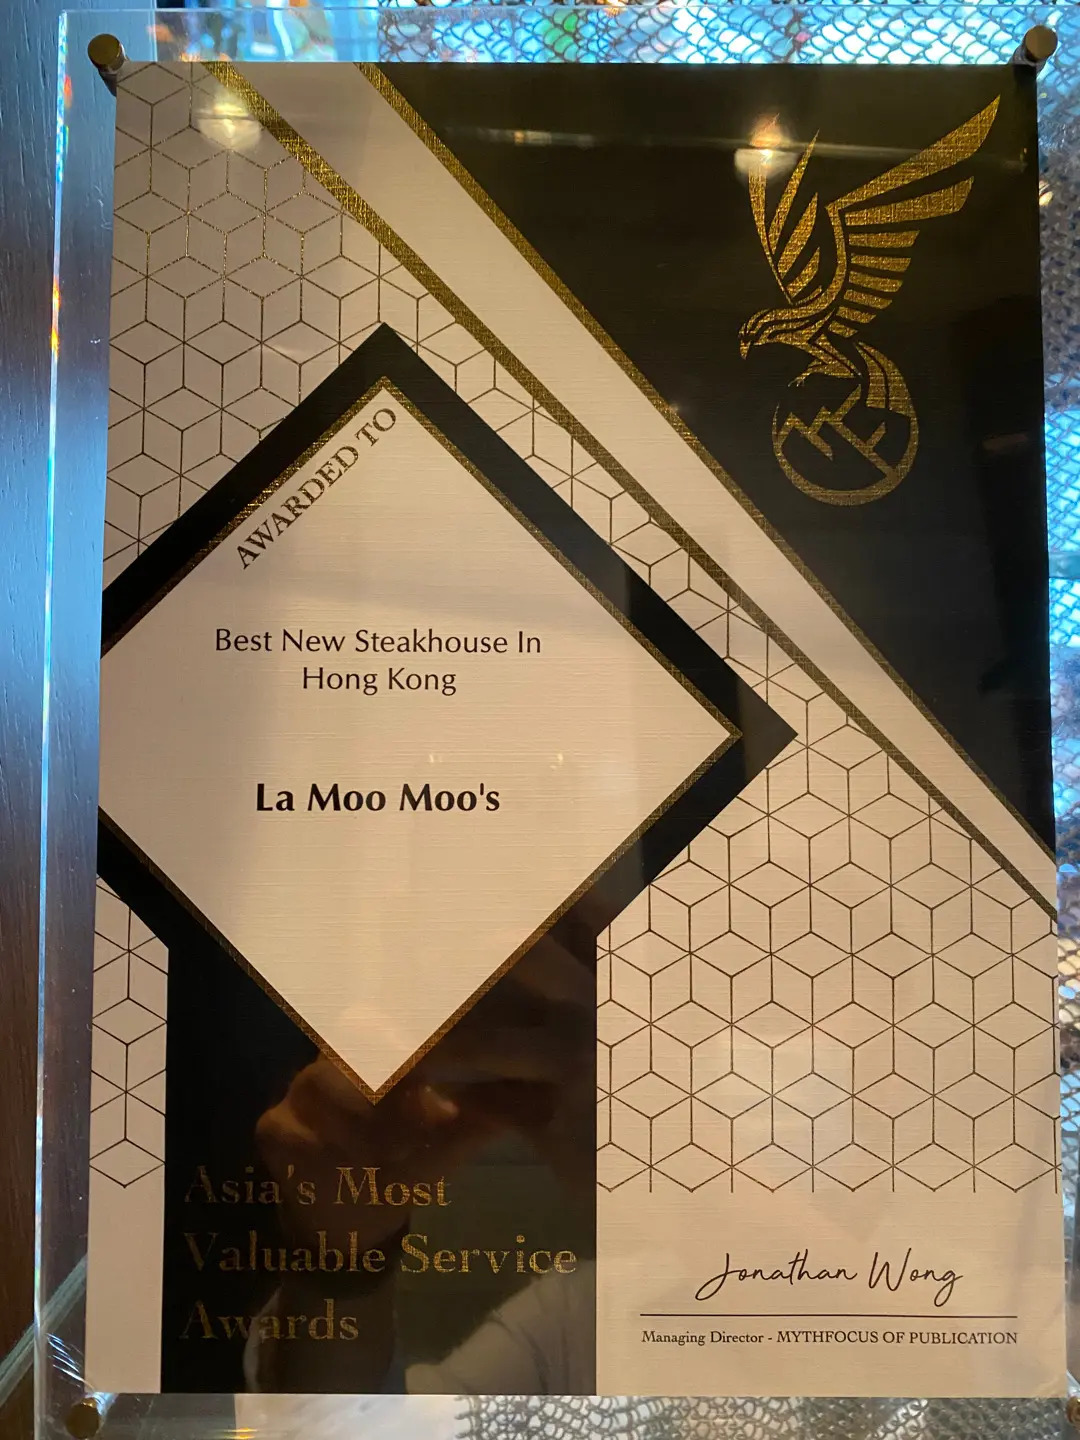 AWARDED TO
Best New Steakhouse In
Hong Kong
La Moo Moo's
Asia's Most
Valuable Service
Awards
Jonathan Wong
Managing Director - MYTHFOCUS OF PUBLICATION